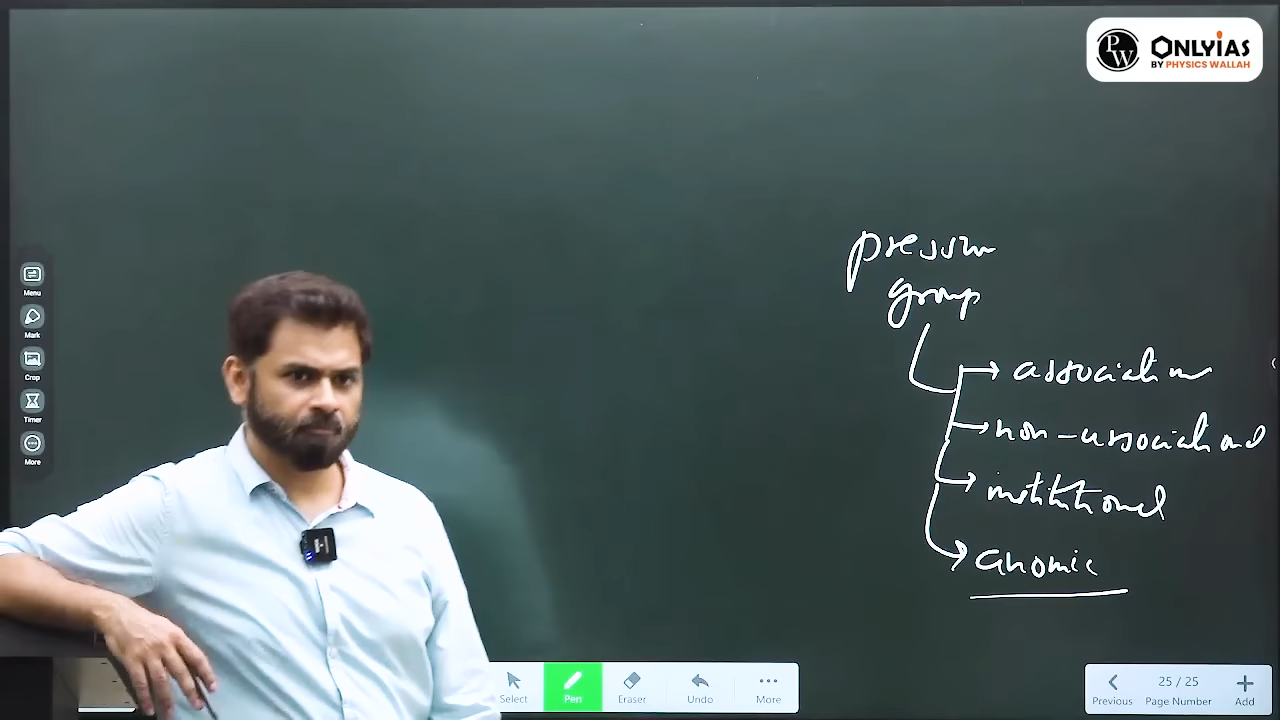 PW
ONLYIAS
BY PHYSICS WALLAH
pressure
group
association
non-associational
institutional
anomic
Menu
Mark
Crop
Timer
More
Select
Pen
Eraser
Undo
More
25 / 25
Previous
Page Number
Add